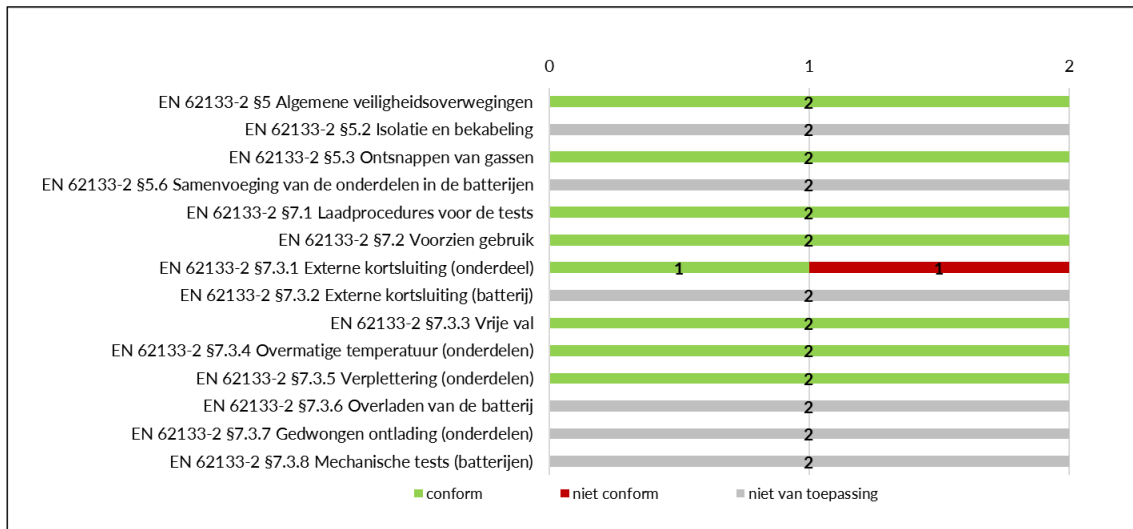 0 1 2
EN 62133-2 §5 Algemene veiligheidsoverwegingen 2
EN 62133-2 §5.2 Isolatie en bekabeling 2
EN 62133-2 §5.3 Ontsnappen van gassen 2
EN 62133-2 §5.6 Samenvoeging van de onderdelen in de batterijen 2
EN 62133-2 §7.1 Laadprocedures voor de tests 2
EN 62133-2 §7.2 Voorzien gebruik 2
EN 62133-2 §7.3.1 Externe kortsluiting (onderdeel) 1 1
EN 62133-2 §7.3.2 Externe kortsluiting (batterij) 2
EN 62133-2 §7.3.3 Vrije val 2
EN 62133-2 §7.3.4 Overmatige temperatuur (onderdelen) 2
EN 62133-2 §7.3.5 Verplettering (onderdelen) 2
EN 62133-2 §7.3.6 Overladen van de batterij 2
EN 62133-2 §7.3.7 Gedwongen ontlading (onderdelen) 2
EN 62133-2 §7.3.8 Mechanische tests (batterijen) 2
conform niet conform niet van toepassing